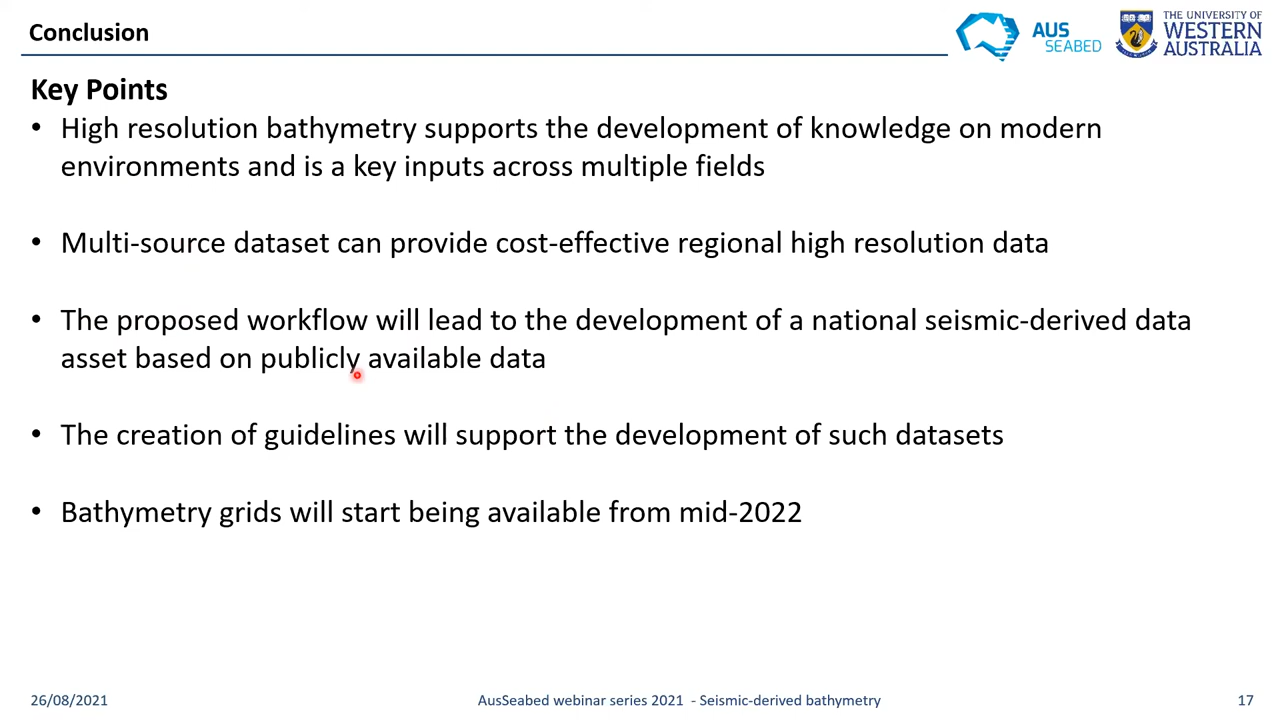 Conclusion
AUS
SEABED
THE UNIVERSITY OF
WESTERN
AUSTRALIA
Key Points
• High resolution bathymetry supports the development of knowledge on modern
environments and is a key inputs across multiple fields
• Multi-source dataset can provide cost-effective regional high resolution data
• The proposed workflow will lead to the development of a national seismic-derived data
asset based on publicly available data
• The creation of guidelines will support the development of such datasets
• Bathymetry grids will start being available from mid-2022
26/08/2021
AusSeabed webinar series 2021 - Seismic-derived bathymetry
17